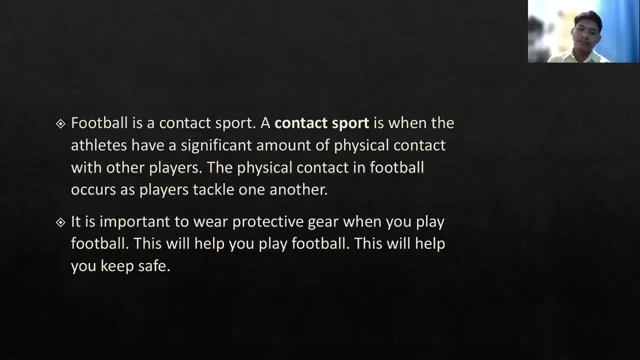 Football is a contact sport. A contact sport is when the
athletes have a significant amount of physical contact
with other players. The physical contact in football
occurs as players tackle one another.
It is important to wear protective gear when you play
football. This will help you play football. This will help
you keep safe.